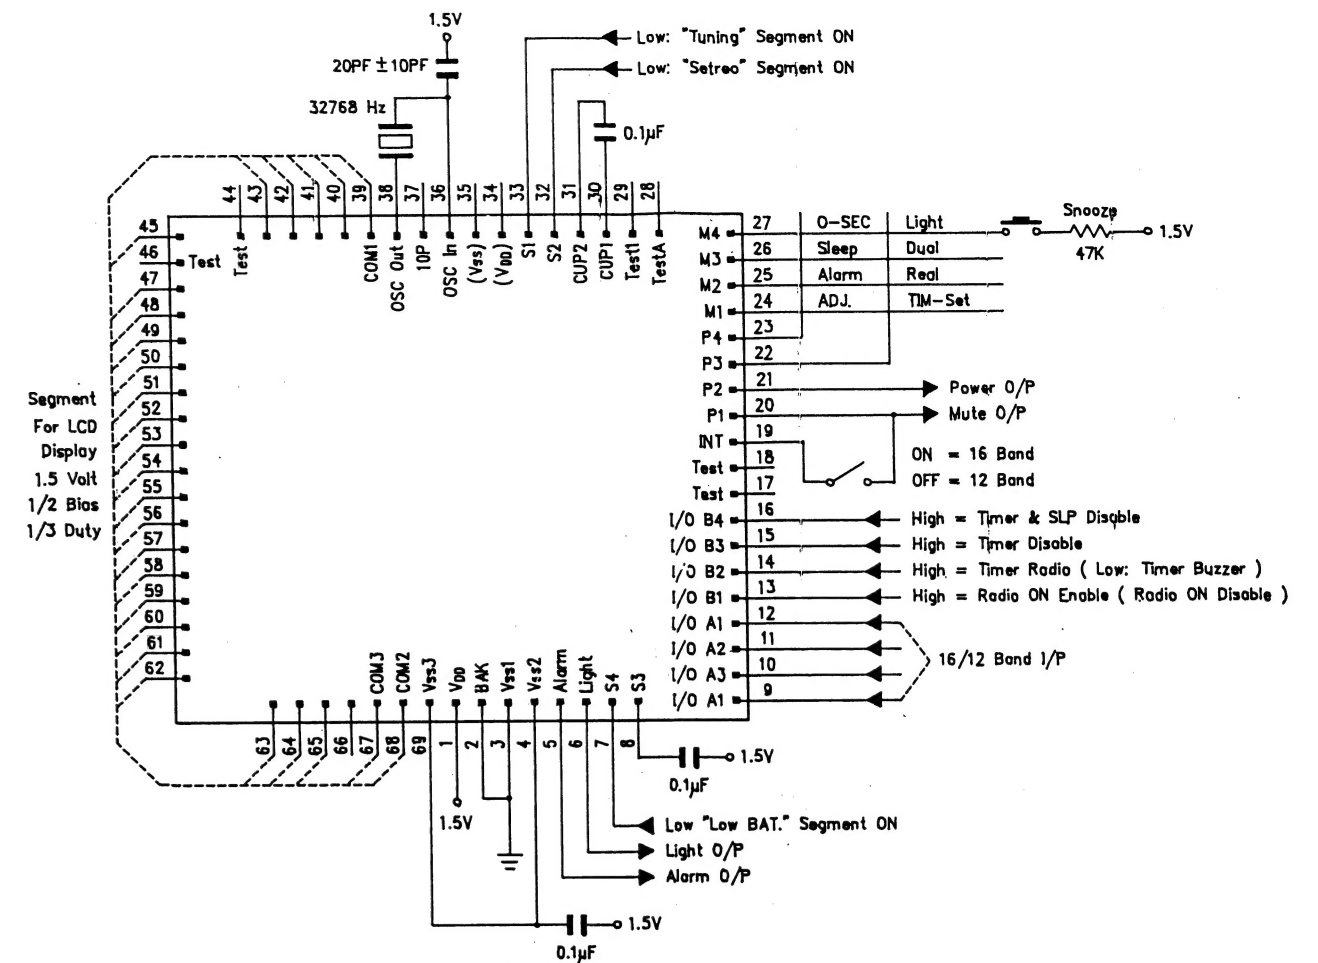 1.5V
20PF ±10PF
32768 Hz
Low: "Tuning" Segment ON
Low: "Setreo" Segment ON
0.1µF
44 43 42 41 40 39 38 37 36 35 34 33 32 31 30 29 28
Test COM1 OSC Out 10P OSC In (Vss) (VDD) S1 S2 CUP2 CUP1 Test1 TestA
45
46 Test
47
48
49
50
51
52
53
54
55
56
57
58
59
60
61
62
Segment
For LCD
Display
1.5 Volt
1/2 Bias
1/3 Duty
M4 27 0-SEC Light
Snooze
47K
1.5V
M3 26 Sleep Dual
M2 25 Alarm Real
M1 24 ADJ. TIM-Set
P4 23
P3 22
P2 21 Power O/P
P1 20 Mute O/P
INT 19
ON = 16 Band
OFF = 12 Band
Test 18
Test 17
I/O B4 16 High = Timer & SLP Disable
I/O B3 15 High = Timer Disable
I/O B2 14 High = Timer Radio ( Low: Timer Buzzer )
I/O B1 13 High = Radio ON Enable ( Radio ON Disable )
I/O A1 12
I/O A2 11
16/12 Band I/P
I/O A3 10
I/O A1 9
COM3 COM2 Vss3 VDD BAK Vss1 Vss2 Alarm Light S4 S3
63 64 65 66 67 68 69 1 2 3 4 5 6 7 8
1.5V
0.1µF
1.5V
Low "Low BAT." Segment ON
Light O/P
Alarm O/P
1.5V
0.1µF